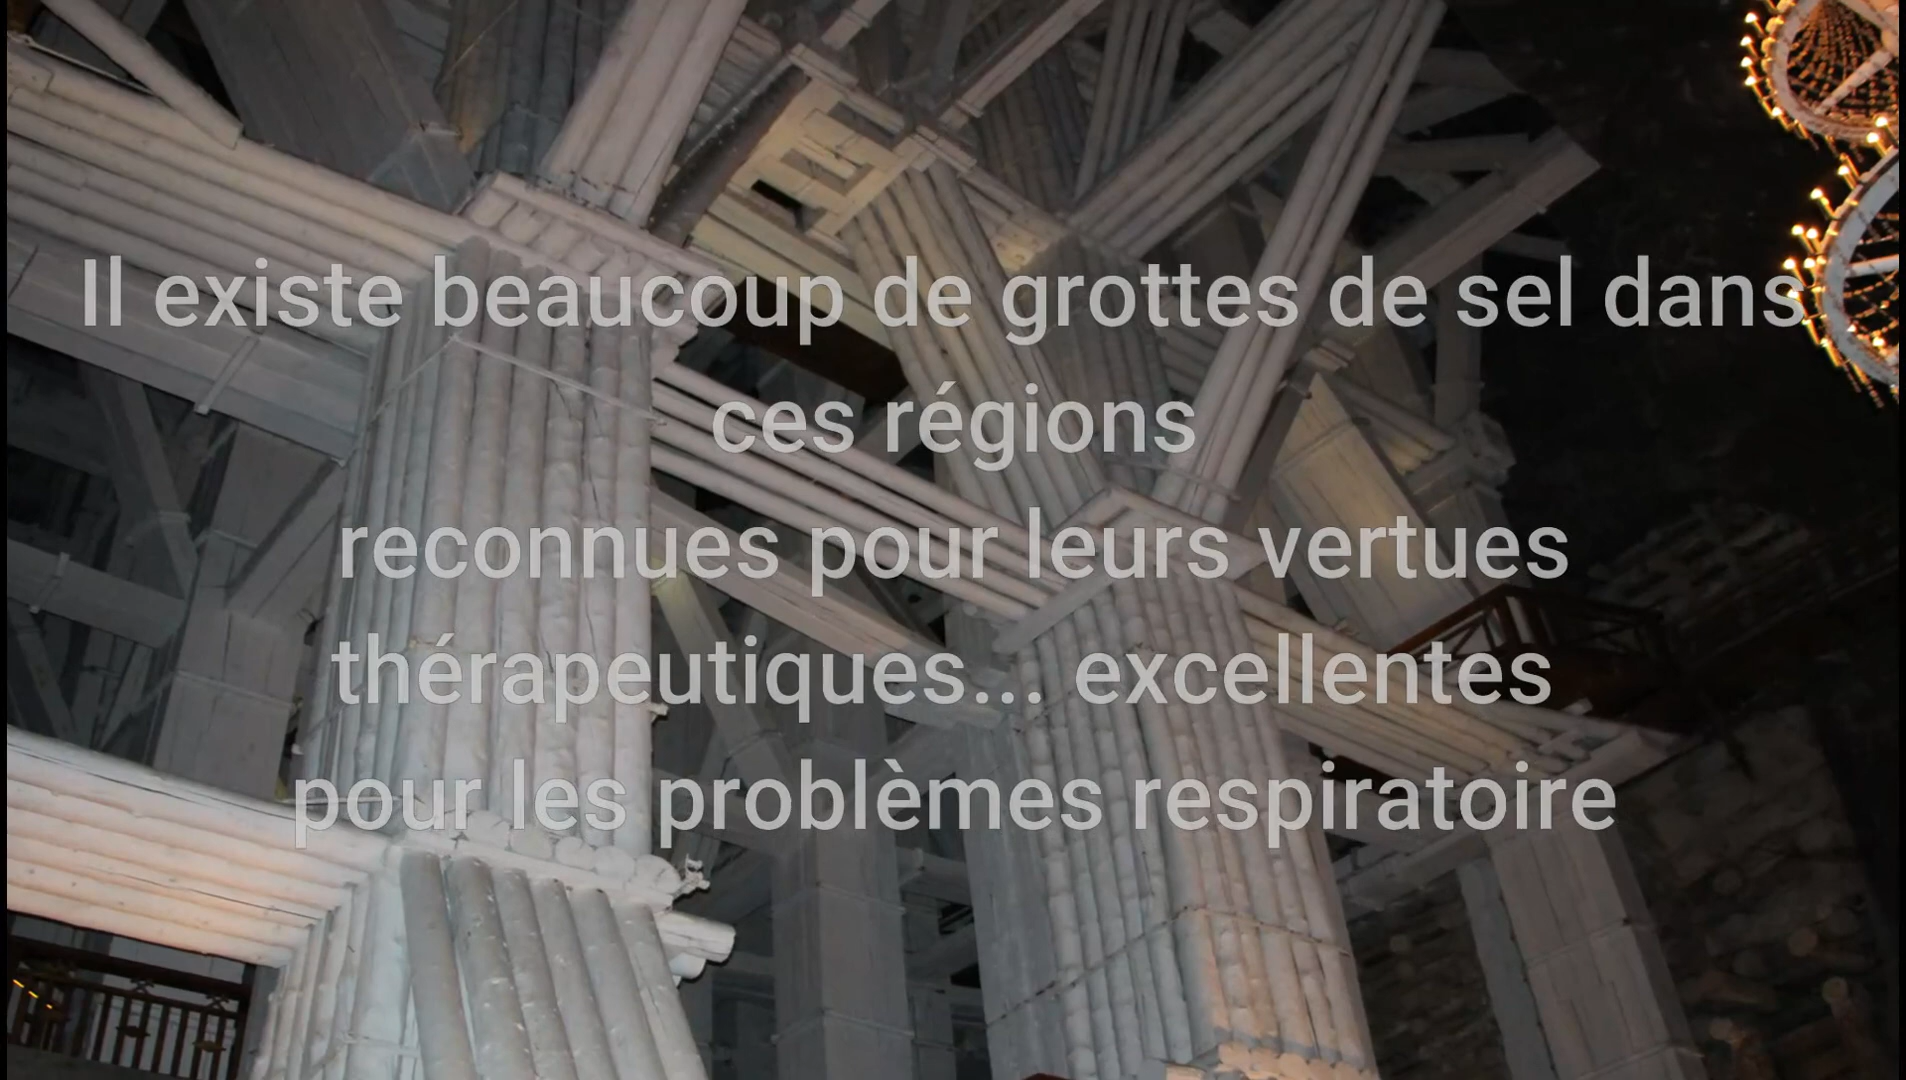 Il existe beaucoup de grottes de sel dans
ces régions
reconnues pour leurs vertues
thérapeutiques... excellentes
pour les problèmes respiratoire